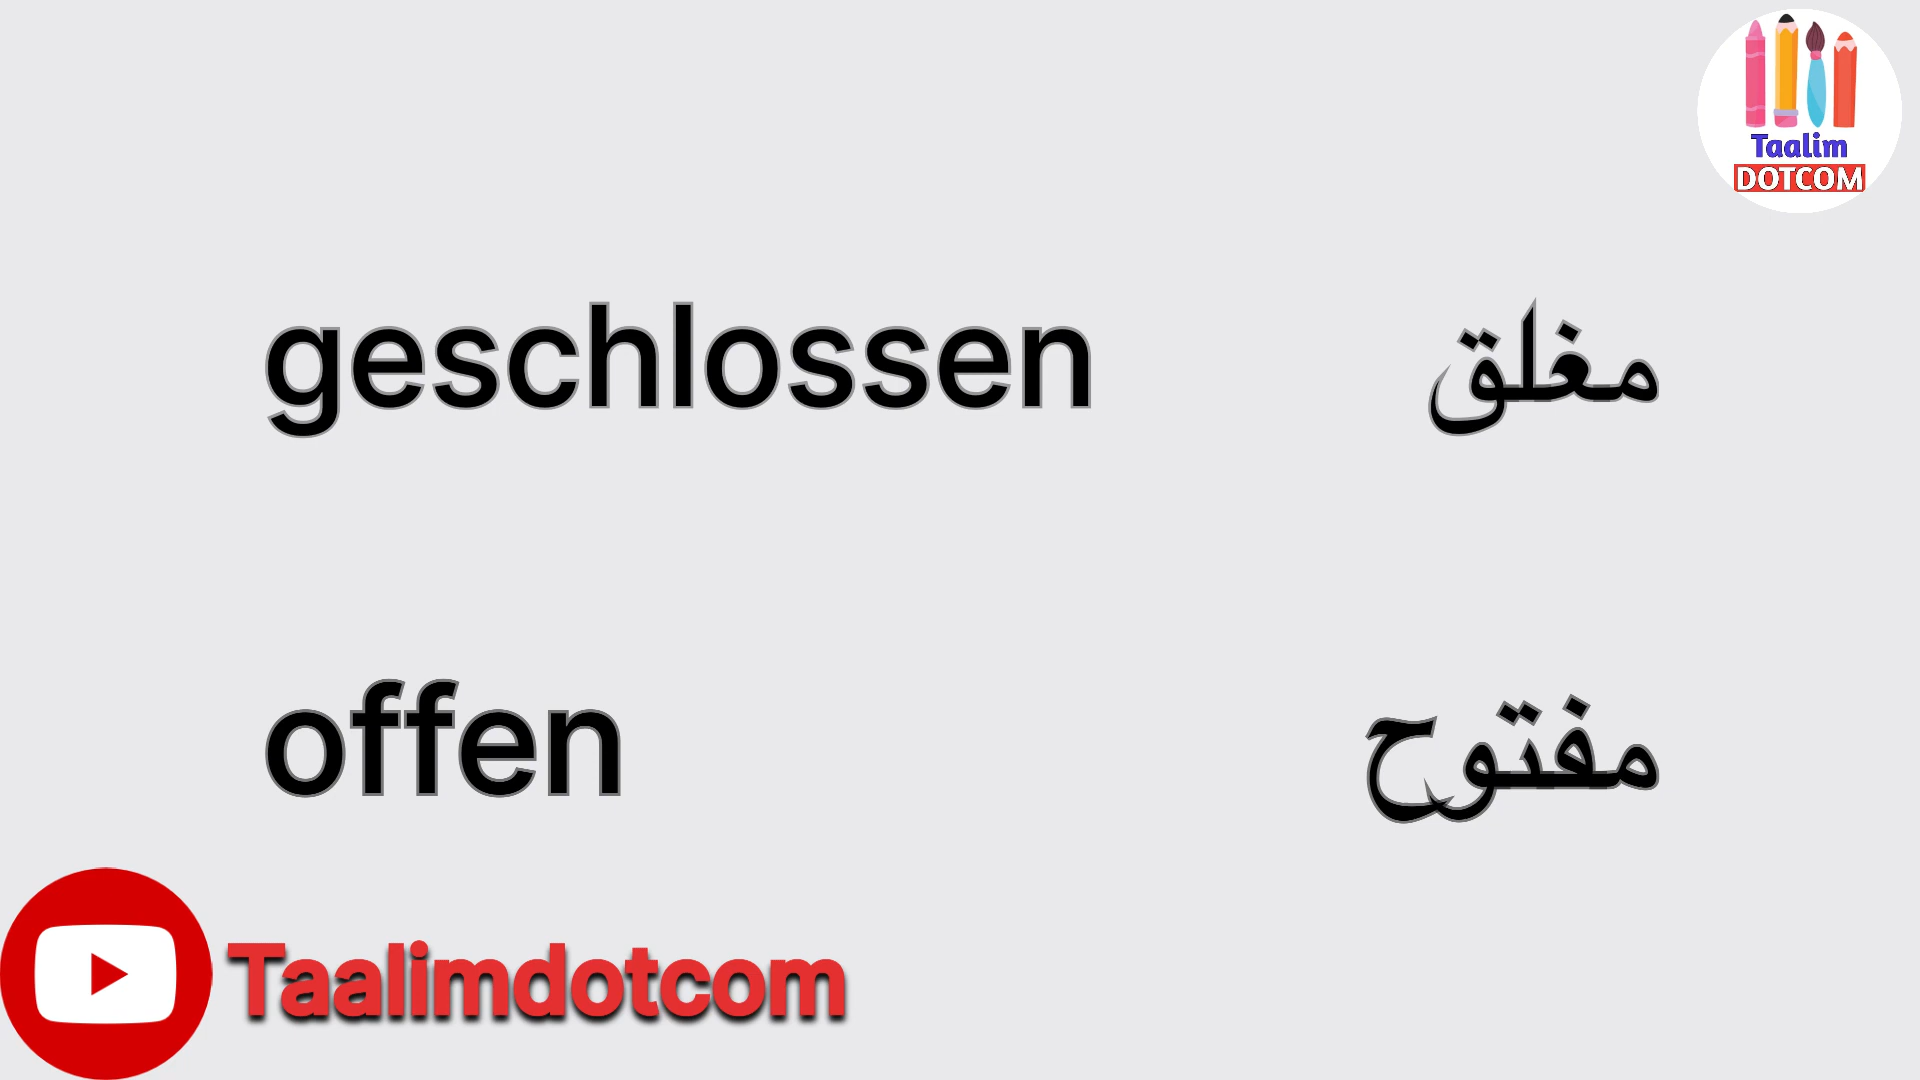 Taalim
DOTCOM
geschlossen مغلق
offen مفتوح
Taalimdotcom